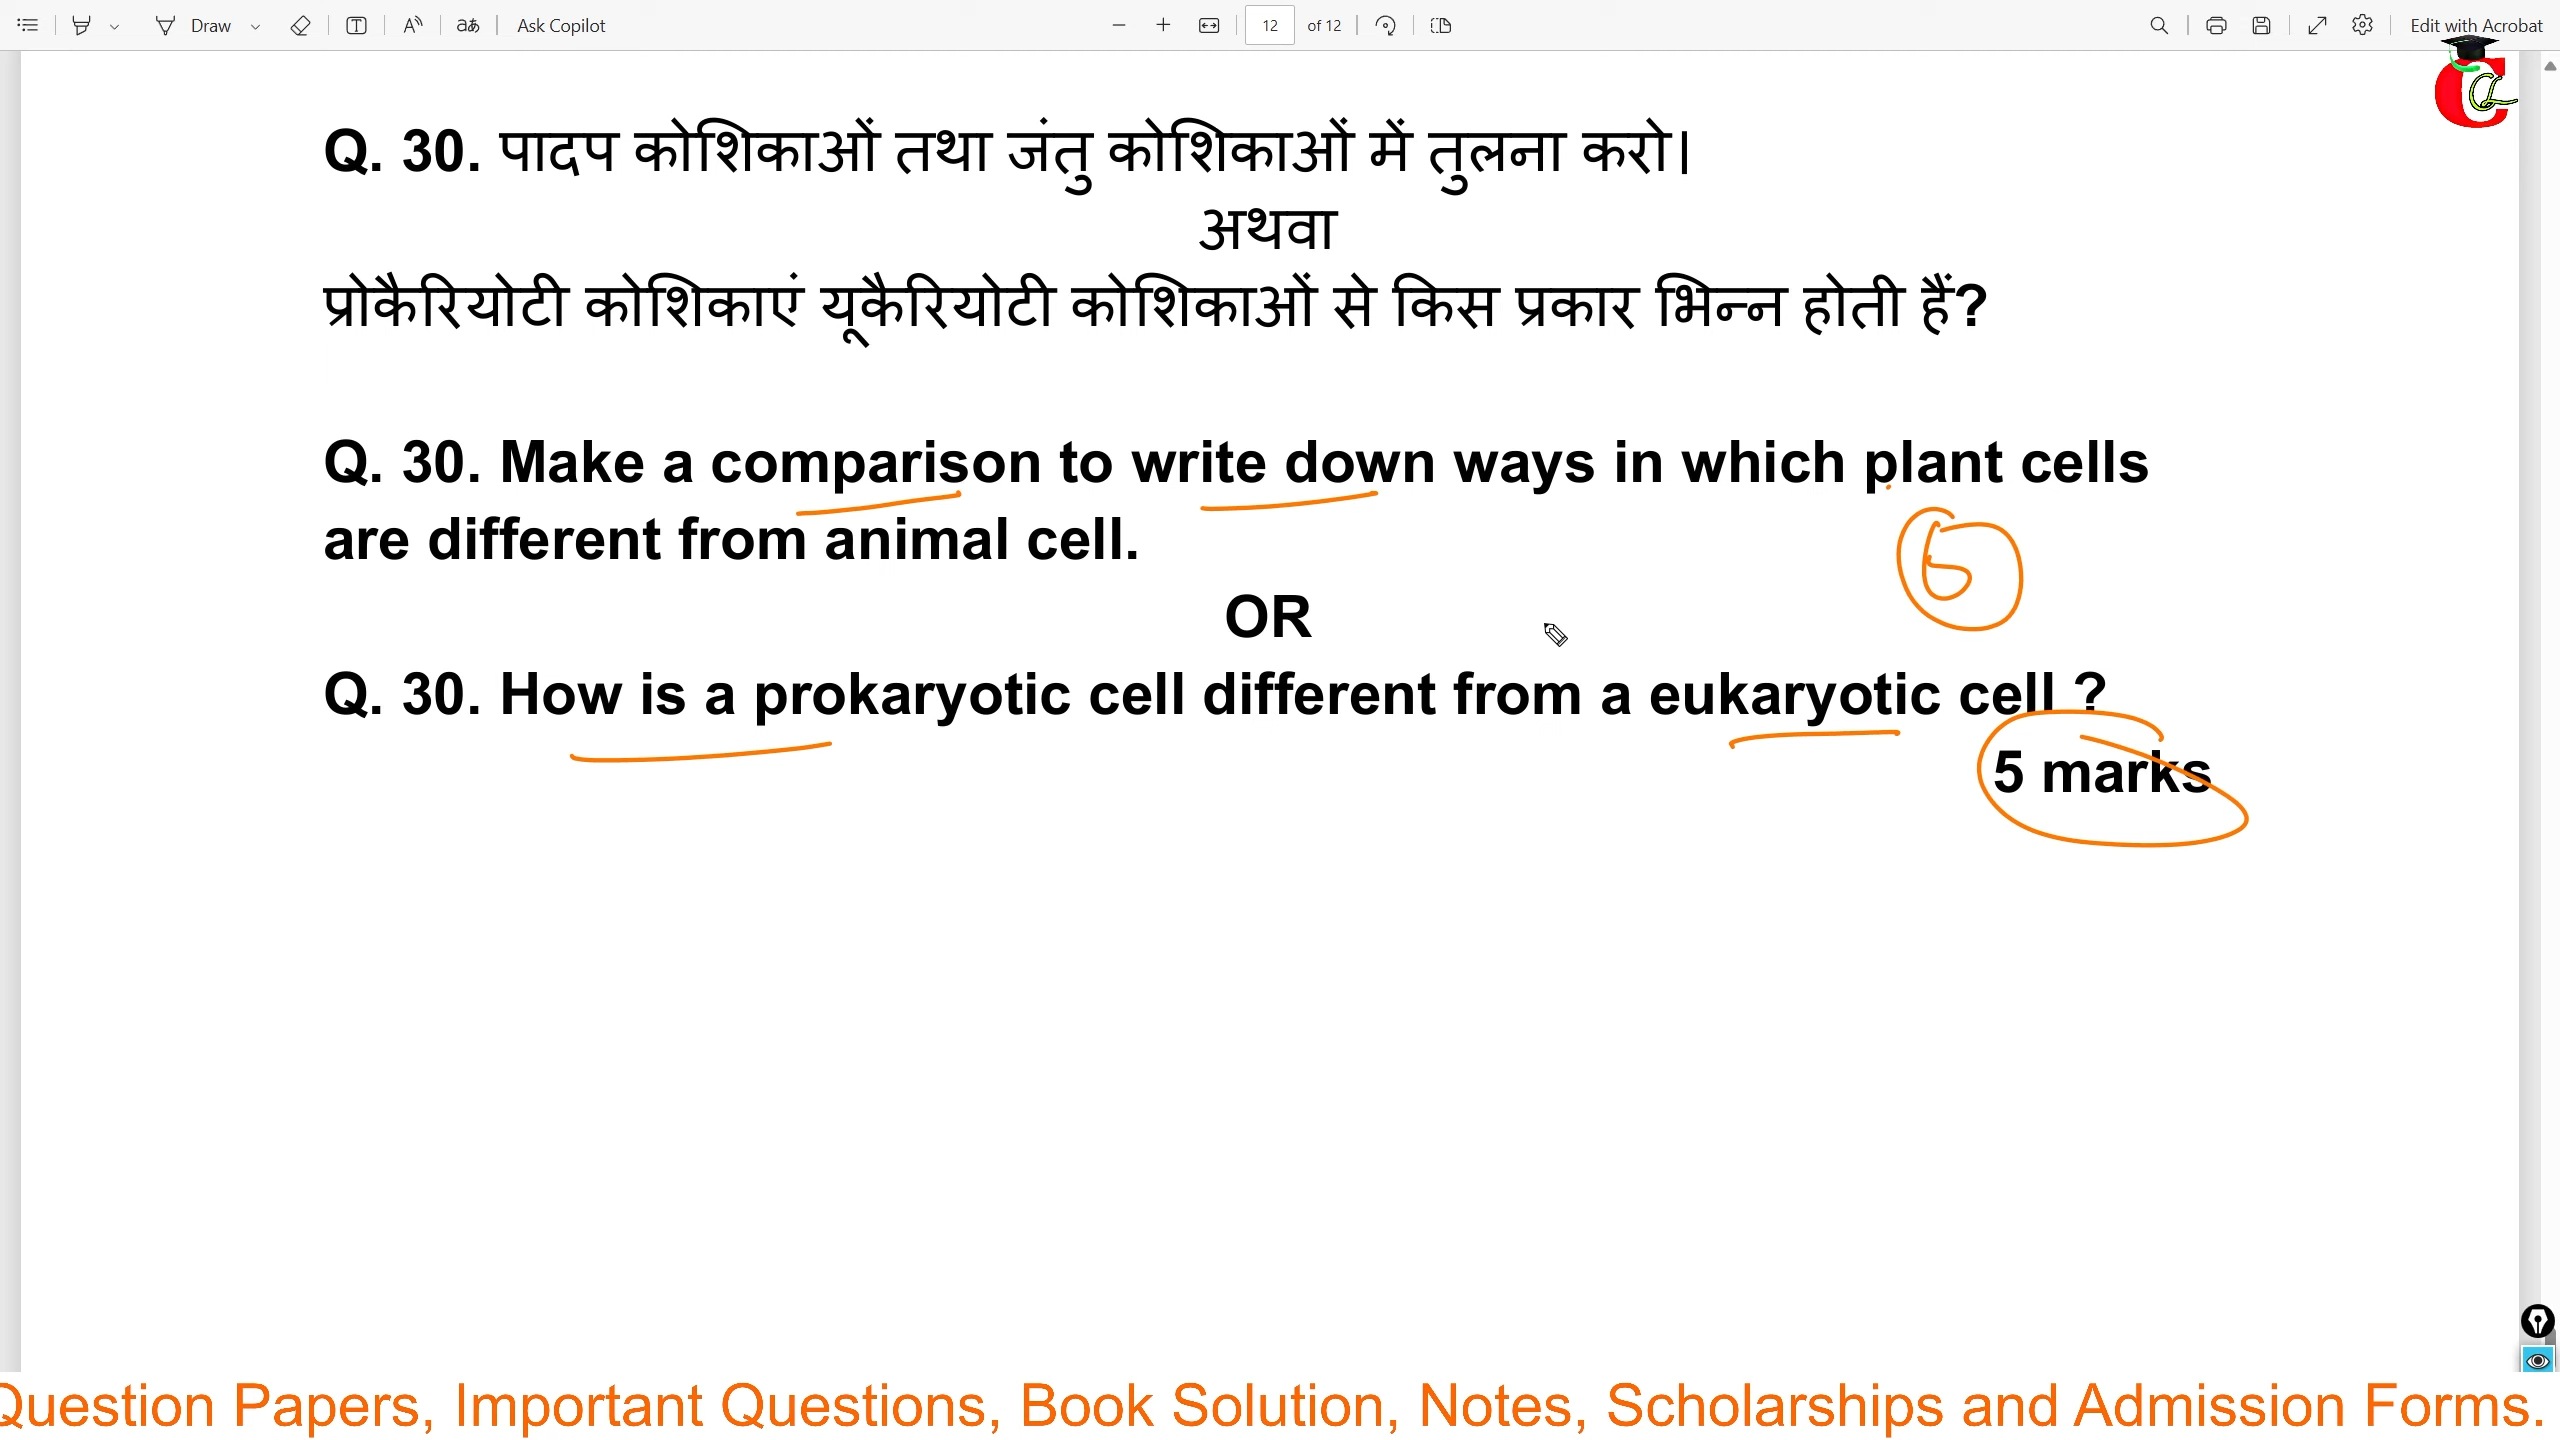 Draw Ask Copilot 12 of 12 Edit with Acrobat
Q. 30. पादप कोशिकाओं तथा जंतु कोशिकाओं में तुलना करो।
अथवा
प्रोकैरियोटी कोशिकाएं यूकैरियोटी कोशिकाओं से किस प्रकार भिन्न होती हैं?
Q. 30. Make a comparison to write down ways in which plant cells
are different from animal cell.
6
OR
Q. 30. How is a prokaryotic cell different from a eukaryotic cell ?
5 marks
Question Papers, Important Questions, Book Solution, Notes, Scholarships and Admission Forms.